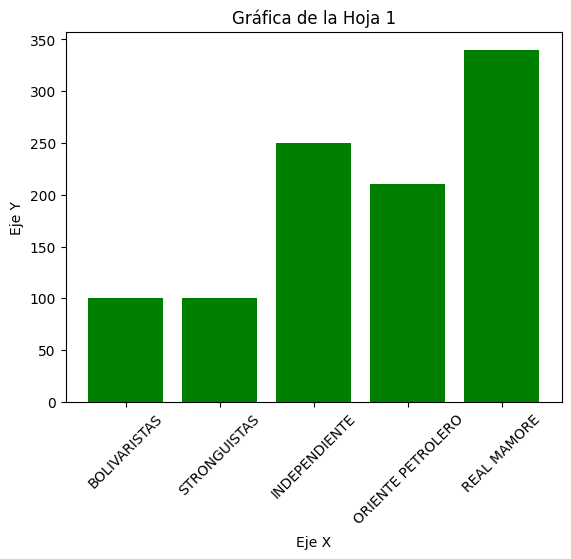 Gráfica de la Hoja 1
350
300
250
200
150
100
50
0
Eje Y
BOLIVARISTAS
STRONGUISTAS
INDEPENDIENTE
ORIENTE PETROLERO
REAL MAMORE
Eje X